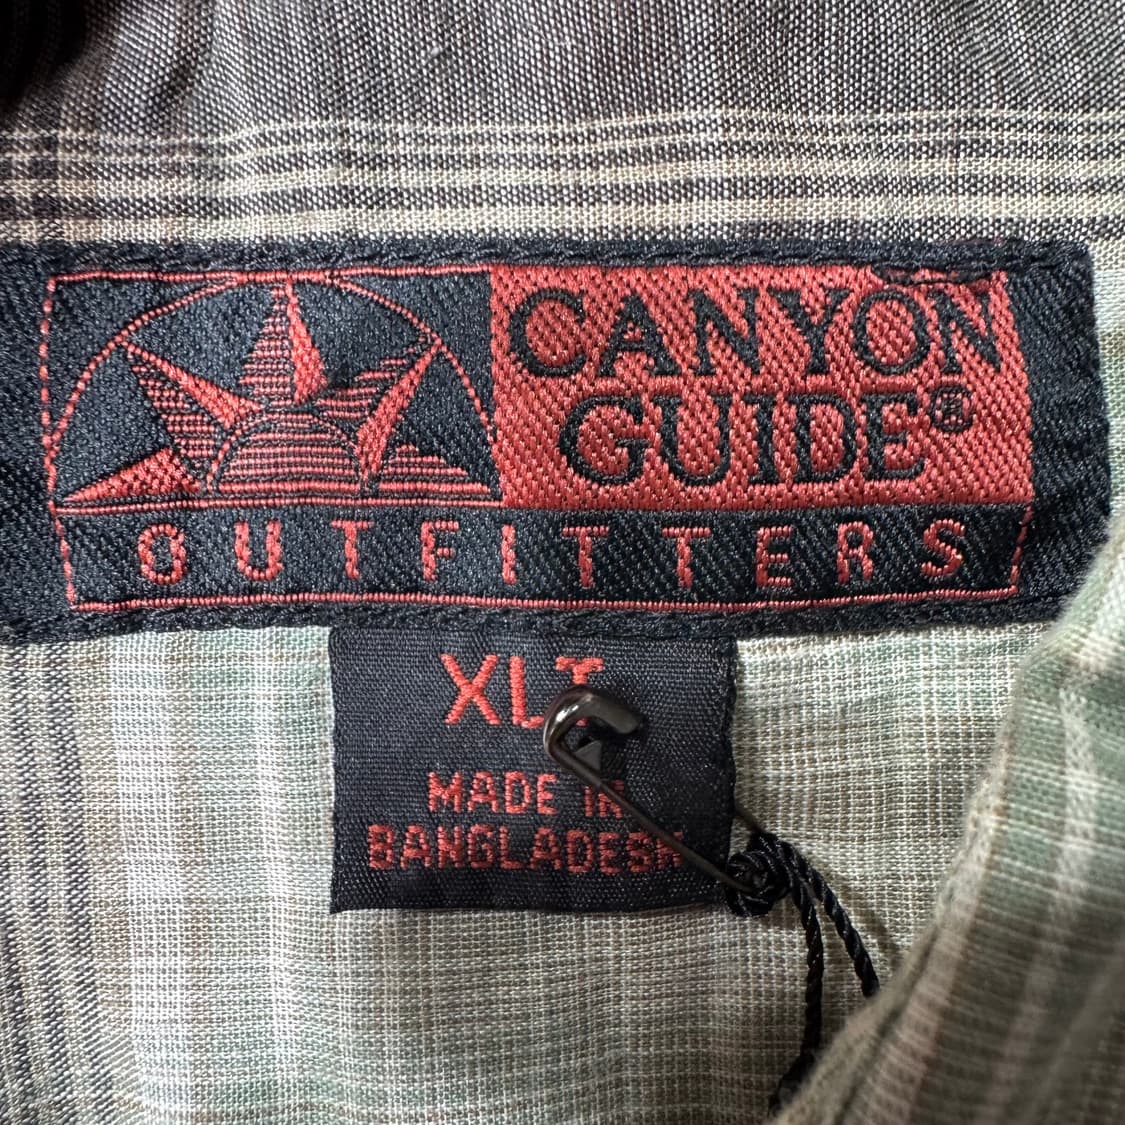 CANYON
GUIDE®
OUTFITTERS
XLT
MADE IN
BANGLADESH